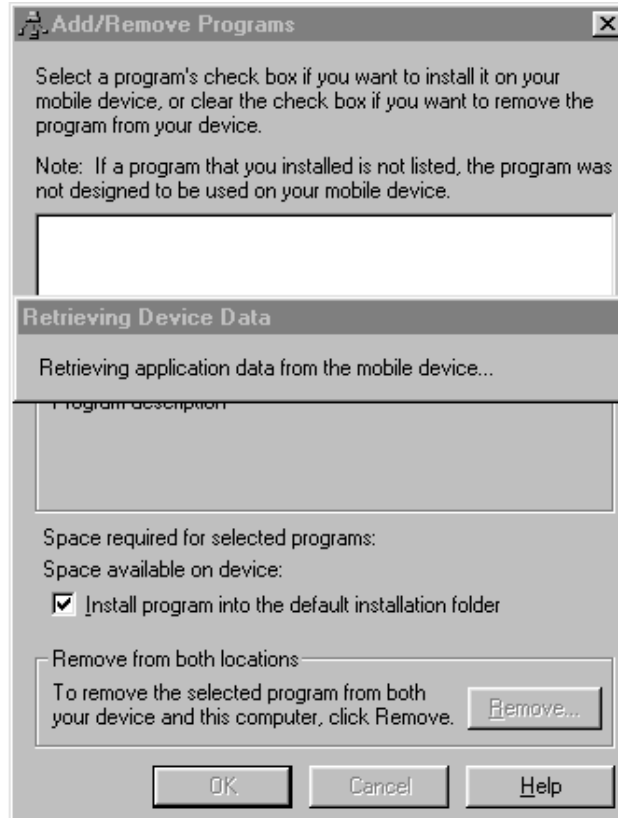 Add/Remove Programs
Select a program's check box if you want to install it on your
mobile device, or clear the check box if you want to remove the
program from your device.
Note: If a program that you installed is not listed, the program was
not designed to be used on your mobile device.
Retrieving Device Data
Retrieving application data from the mobile device...
Program description
Space required for selected programs:
Space available on device:
Install program into the default installation folder
Remove from both locations
To remove the selected program from both
your device and this computer, click Remove.
Remove...
OK
Cancel
Help